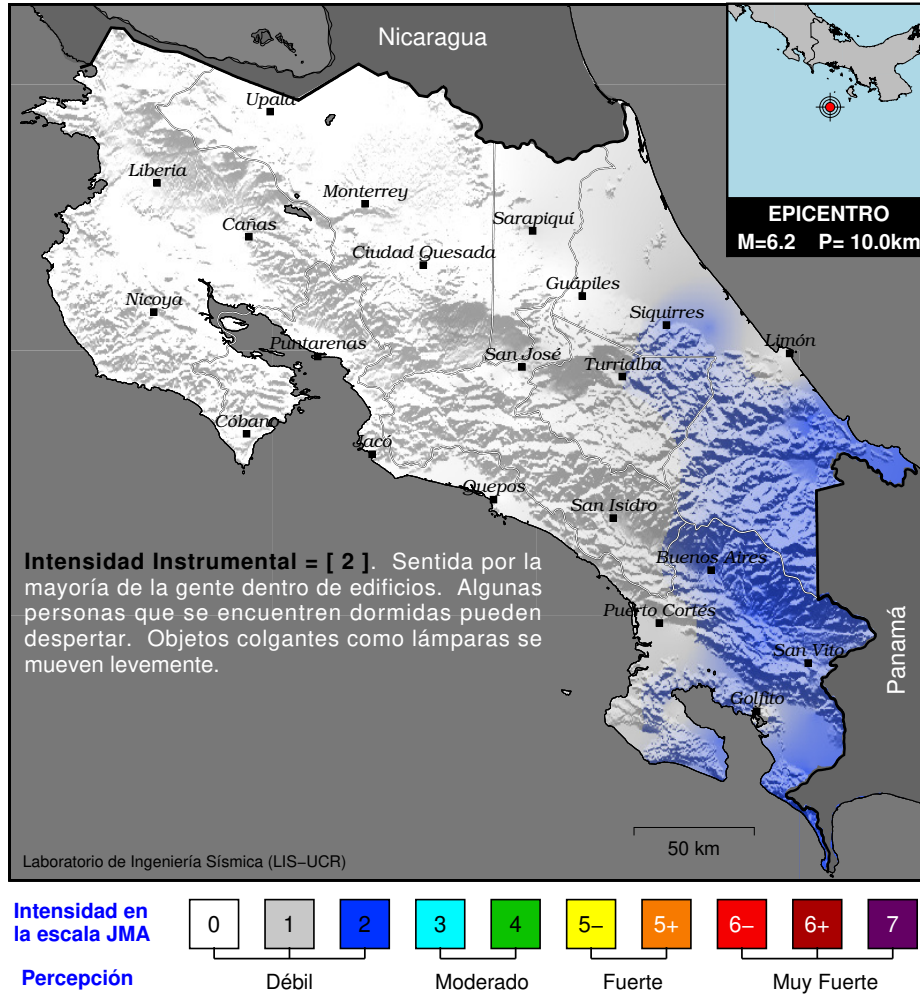 Nicaragua
Upala
Liberia
Monterrey
Cañas
Sarapiquí
Ciudad Quesada
EPICENTRO
M=6.2 P= 10.0km
Guápiles
Nicoya
Siquirres
Puntarenas
San José
Limón
Turrialba
Cóbano
Jacó
Quepos
San Isidro
Intensidad Instrumental = [ 2 ]. Sentida por la
mayoría de la gente dentro de edificios. Algunas
personas que se encuentren dormidas pueden
despertar. Objetos colgantes como lámparas se
mueven levemente.
Buenos Aires
Puerto Cortés
San Vito
Panamá
Golfito
50 km
Laboratorio de Ingeniería Sísmica (LIS−UCR)
Intensidad en
la escala JMA
0 1 2 3 4 5− 5+ 6− 6+ 7
Percepción
Débil Moderado Fuerte Muy Fuerte